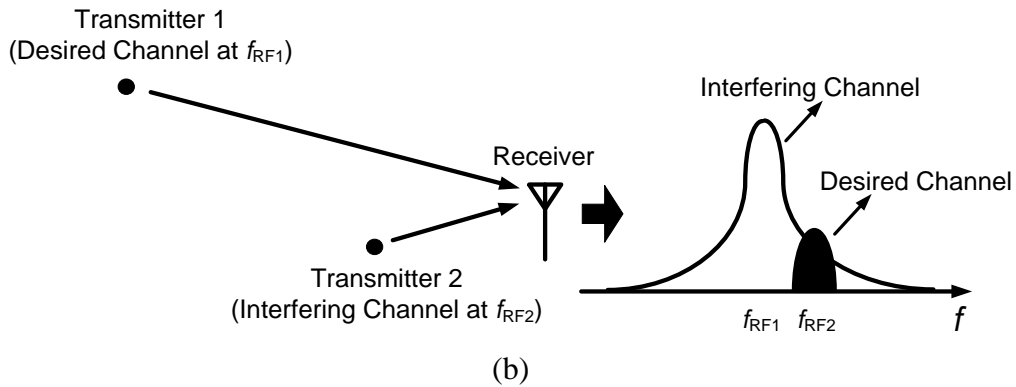 Transmitter 1
(Desired Channel at fRF1)
Interfering Channel
Receiver
Desired Channel
Transmitter 2
(Interfering Channel at fRF2)
fRF1 fRF2 f
(b)